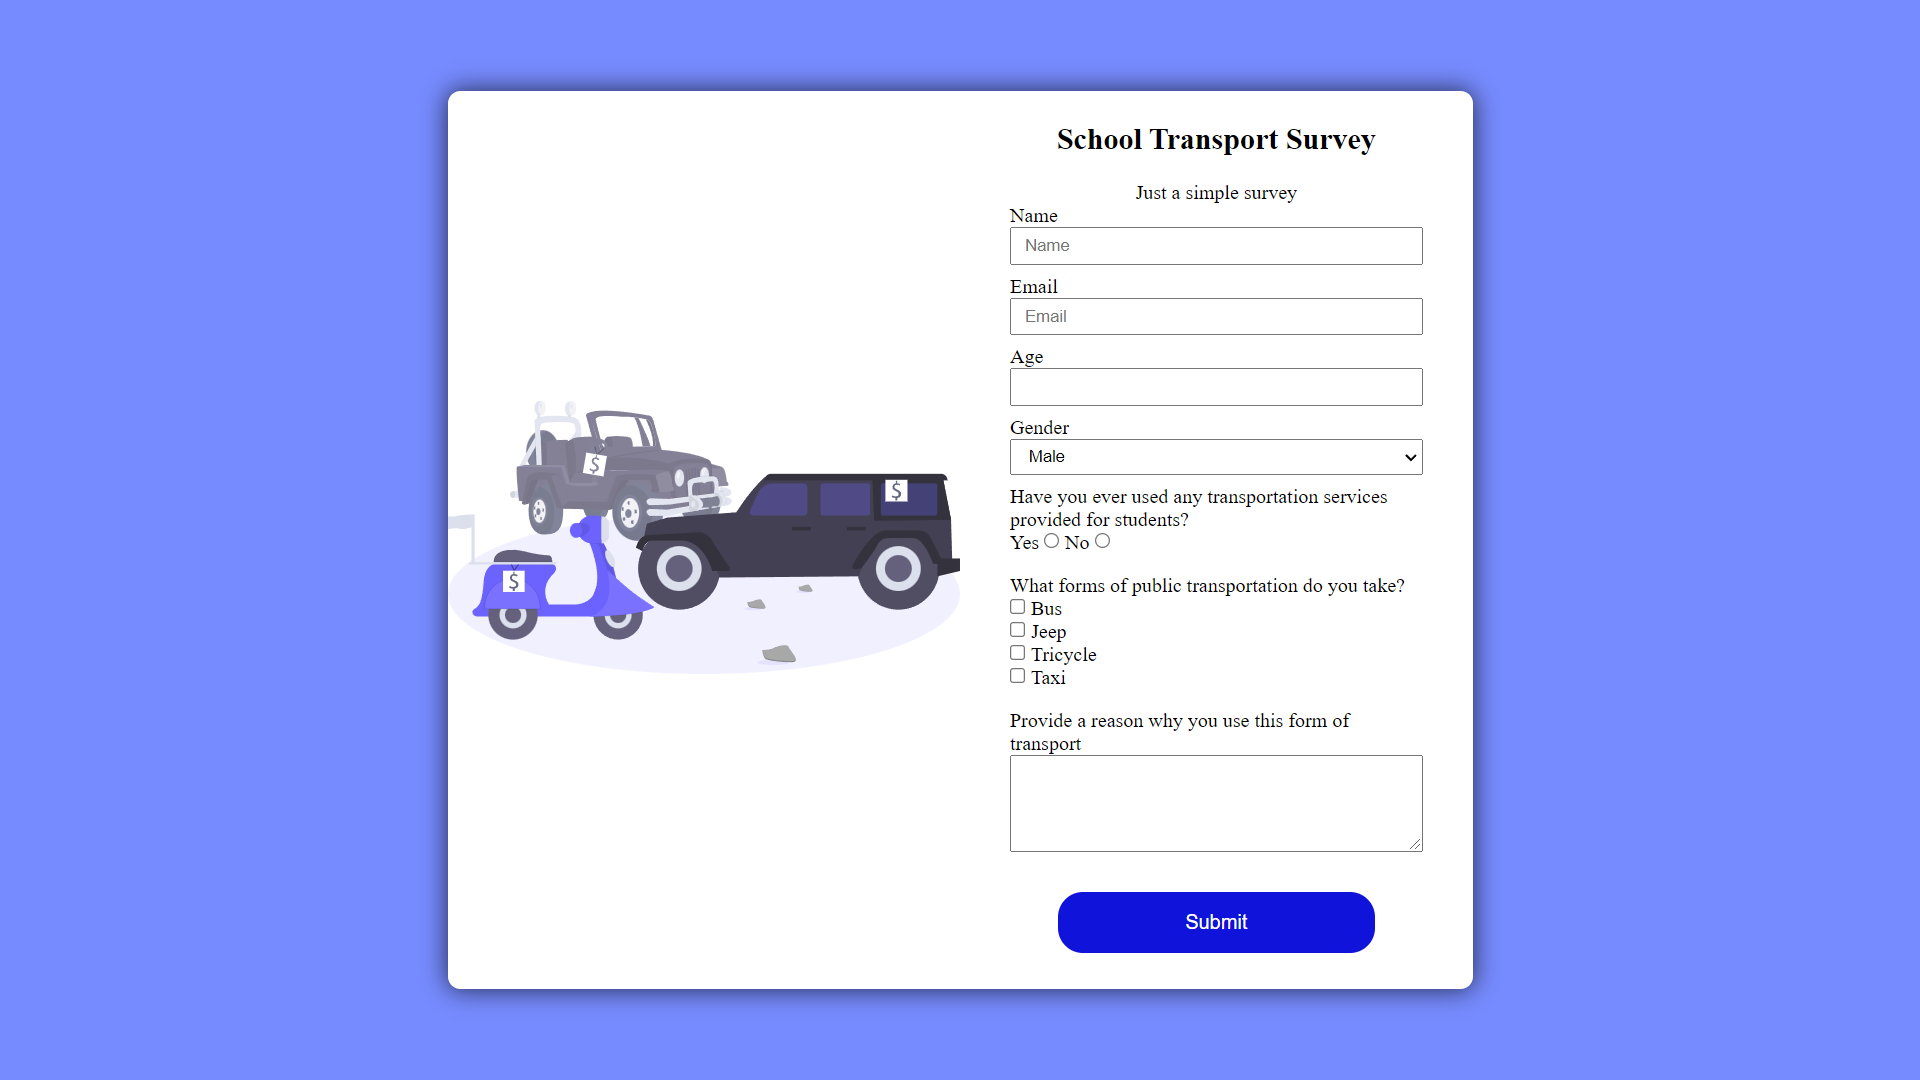 School Transport Survey
Just a simple survey
Name
Name
Email
Email
Age
Gender
Male
Have you ever used any transportation services
provided for students?
Yes No
What forms of public transportation do you take?
Bus
Jeep
Tricycle
Taxi
Provide a reason why you use this form of
transport
Submit
$
$
$